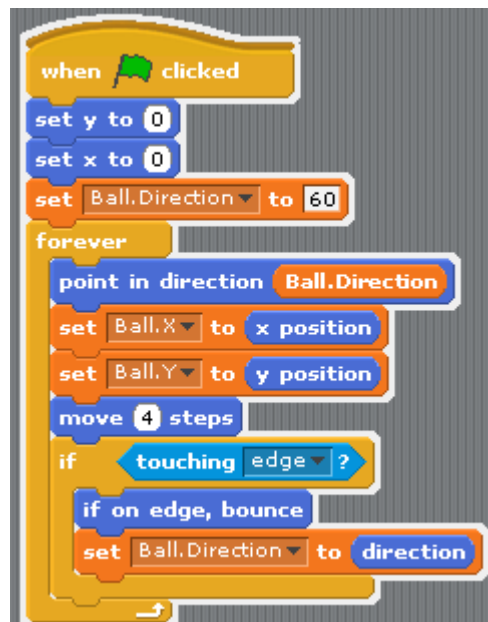 when clicked
set y to 0
set x to 0
set Ball.Direction to 60
forever
point in direction Ball.Direction
set Ball.X to x position
set Ball.Y to y position
move 4 steps
if touching edge ?
if on edge, bounce
set Ball.Direction to direction